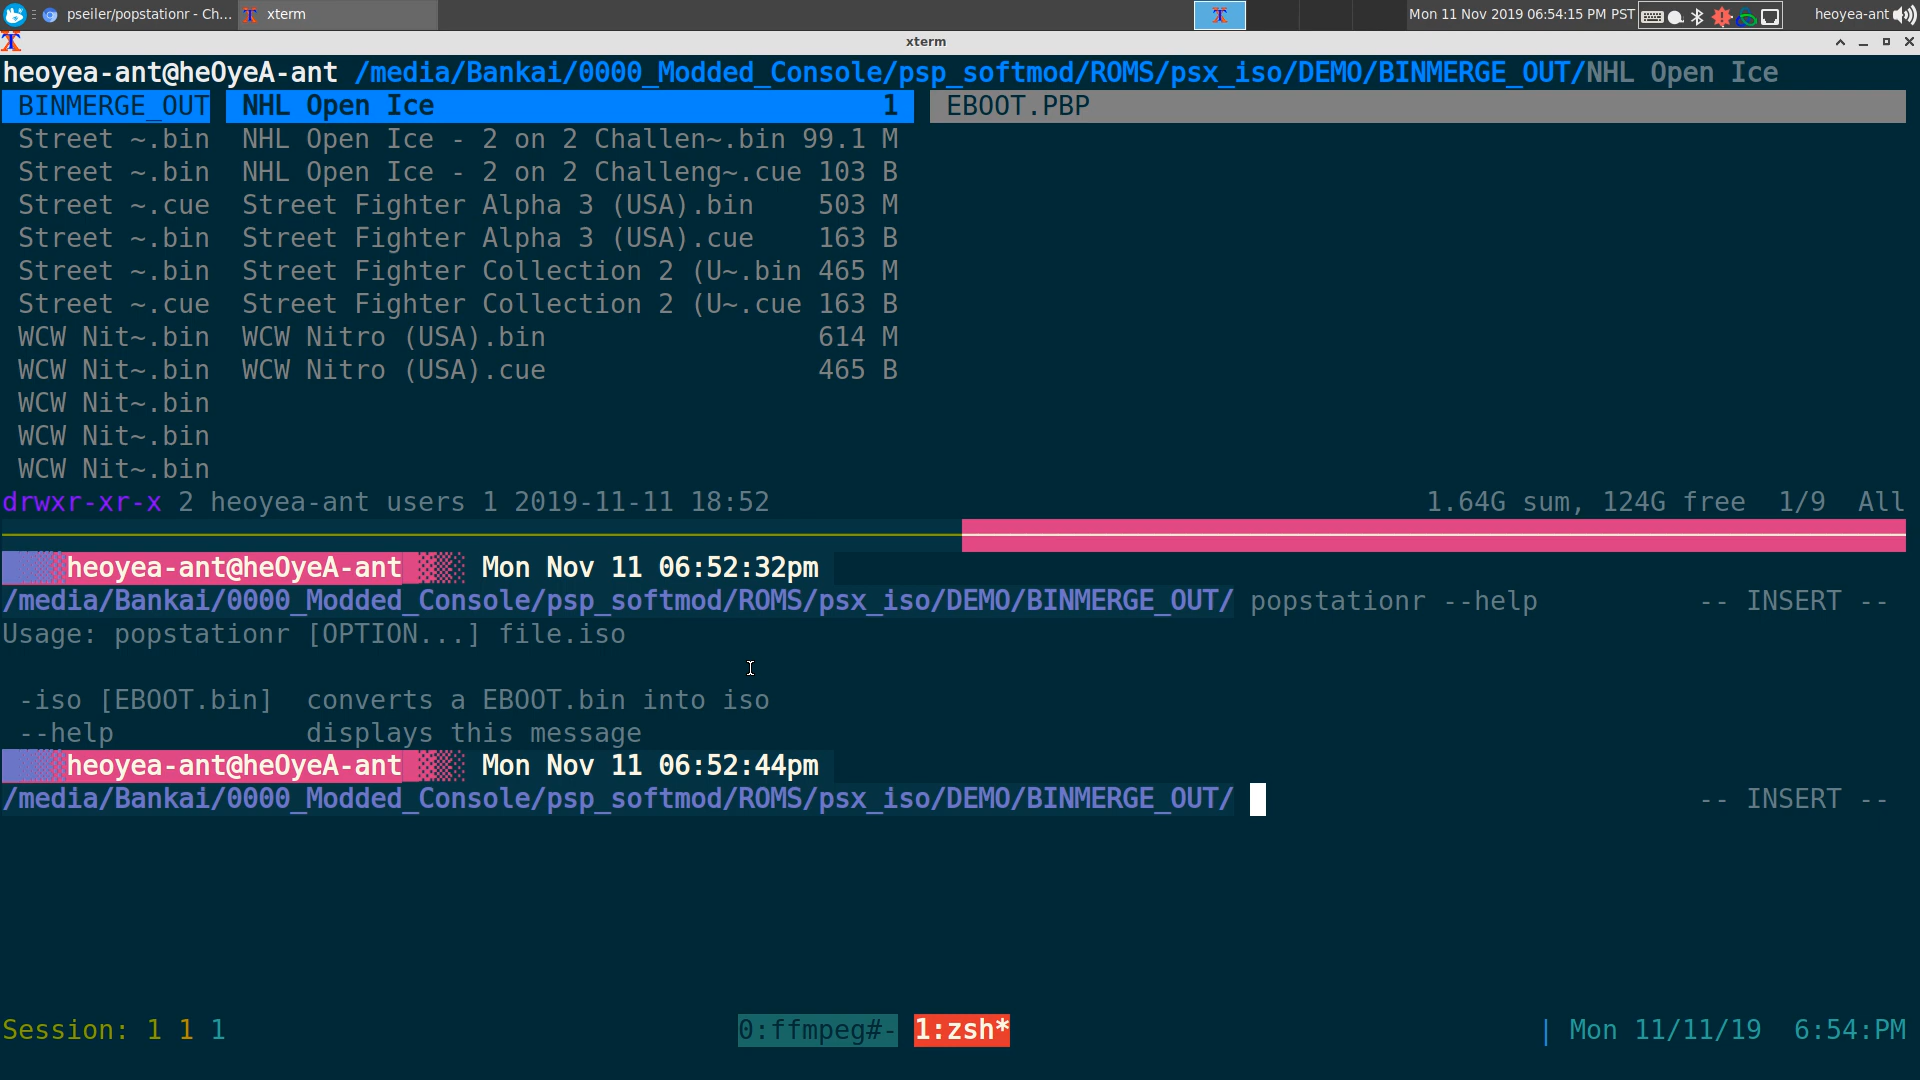 pseiler/popstationr - Ch... xterm Mon 11 Nov 2019 06:54:15 PM PST heoyea-ant
xterm
heoyea-ant@heOyeA-ant /media/Bankai/0000_Modded_Console/psp_softmod/ROMS/psx_iso/DEMO/BINMERGE_OUT/NHL Open Ice
BINMERGE_OUT NHL Open Ice 1 EBOOT.PBP
Street ~.bin NHL Open Ice - 2 on 2 Challen~.bin 99.1 M
Street ~.bin NHL Open Ice - 2 on 2 Challeng~.cue 103 B
Street ~.cue Street Fighter Alpha 3 (USA).bin 503 M
Street ~.bin Street Fighter Alpha 3 (USA).cue 163 B
Street ~.bin Street Fighter Collection 2 (U~.bin 465 M
Street ~.cue Street Fighter Collection 2 (U~.cue 163 B
WCW Nit~.bin WCW Nitro (USA).bin 614 M
WCW Nit~.bin WCW Nitro (USA).cue 465 B
WCW Nit~.bin
WCW Nit~.bin
WCW Nit~.bin
drwxr-xr-x 2 heoyea-ant users 1 2019-11-11 18:52 1.64G sum, 124G free 1/9 All
heoyea-ant@heOyeA-ant Mon Nov 11 06:52:32pm
/media/Bankai/0000_Modded_Console/psp_softmod/ROMS/psx_iso/DEMO/BINMERGE_OUT/ popstationr --help -- INSERT --
Usage: popstationr [OPTION...] file.iso
-iso [EBOOT.bin] converts a EBOOT.bin into iso
--help displays this message
heoyea-ant@heOyeA-ant Mon Nov 11 06:52:44pm
/media/Bankai/0000_Modded_Console/psp_softmod/ROMS/psx_iso/DEMO/BINMERGE_OUT/ -- INSERT --
Session: 1 1 1 0:ffmpeg#- 1:zsh* | Mon 11/11/19 6:54:PM